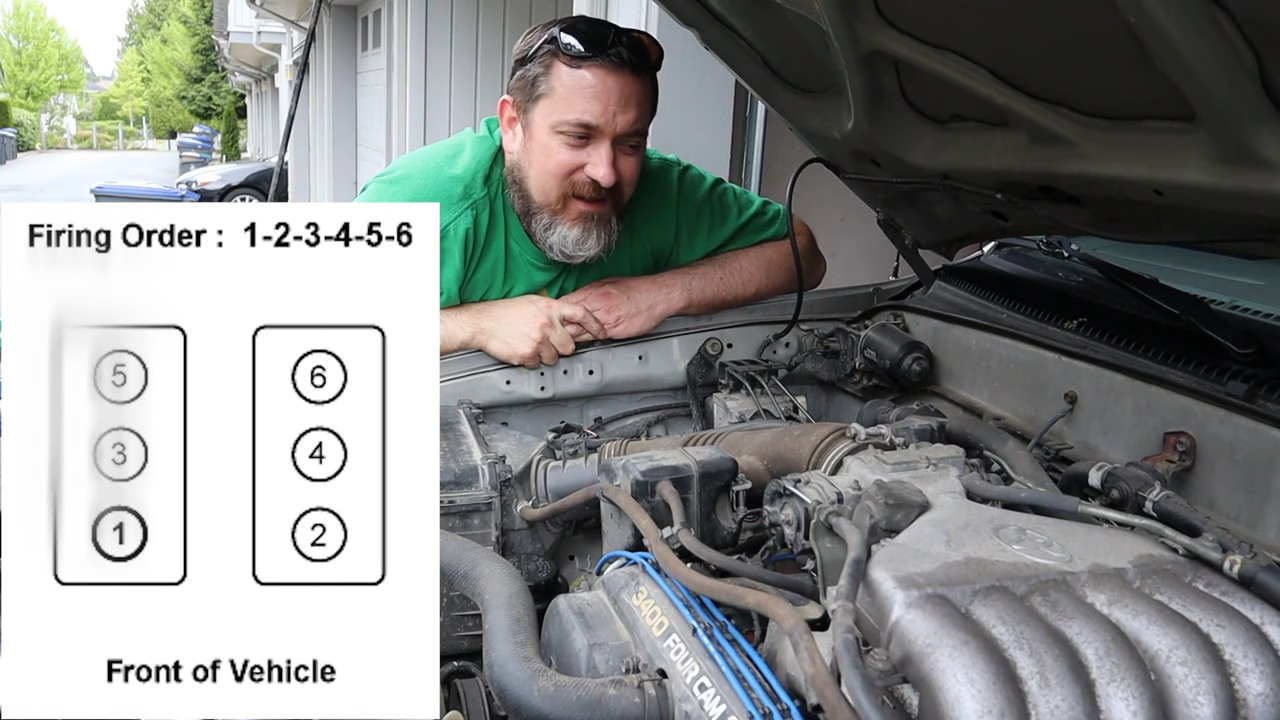 Firing Order : 1-2-3-4-5-6
5 6
3 4
1 2
Front of Vehicle
3400 FOUR CAM